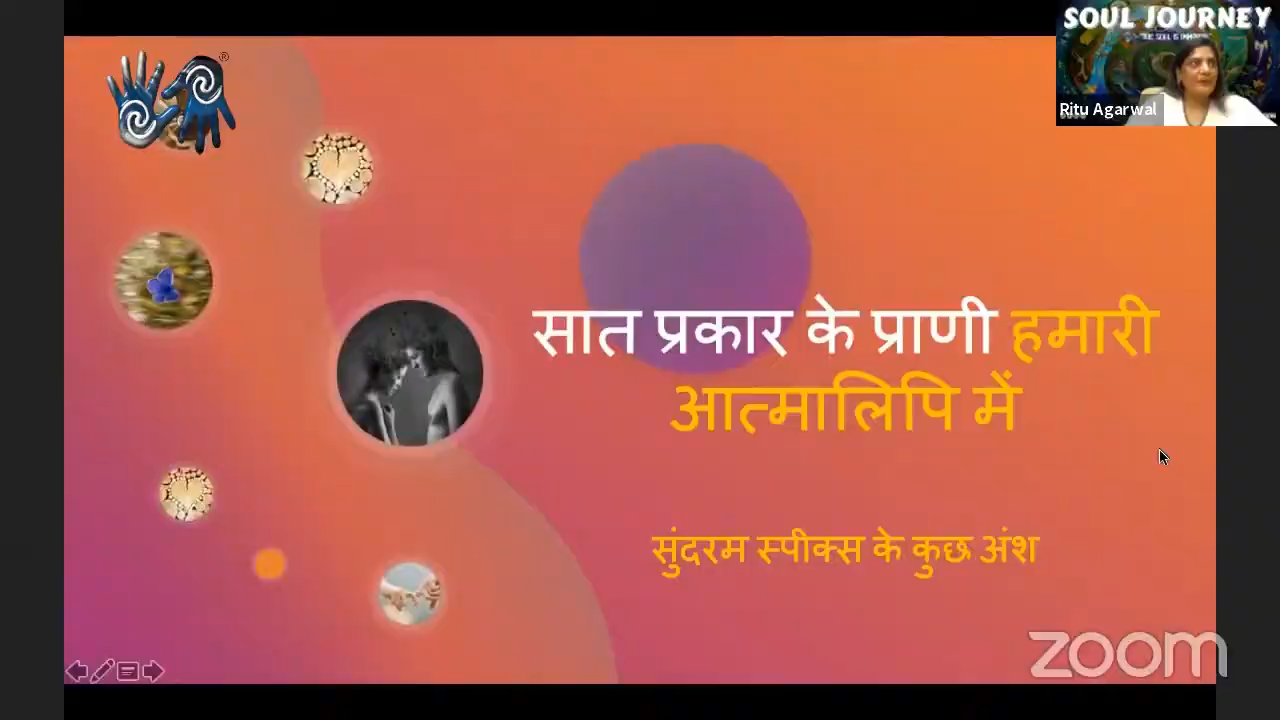 SOUL JOURNEY
Ritu Agarwal
®
सात प्रकार के प्राणी हमारी
आत्मालिपि में
सुंदरम स्पीक्स के कुछ अंश
zoom